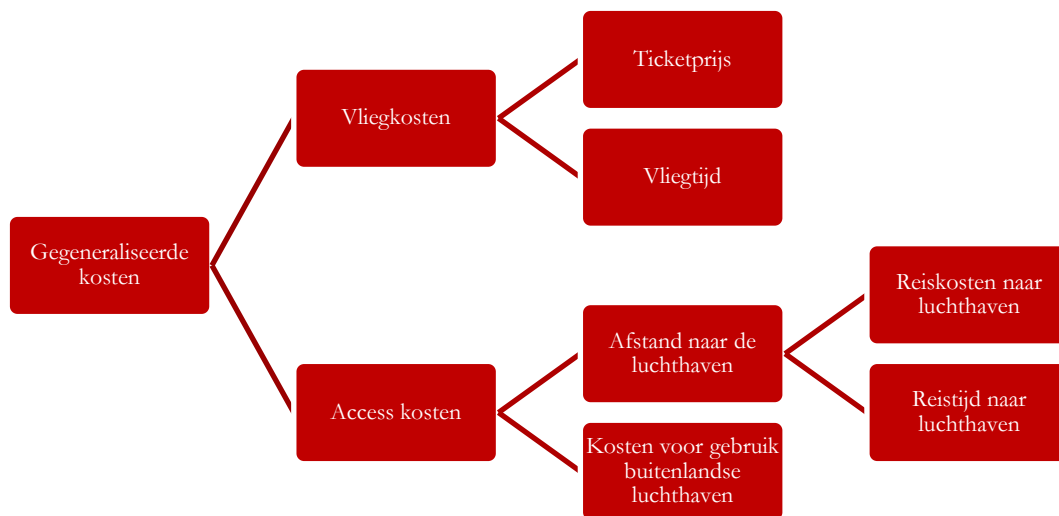 Ticketprijs
Vliegkosten
Vliegtijd
Gegeneraliseerde
kosten
Reiskosten naar
luchthaven
Afstand naar de
luchthaven
Access kosten
Reistijd naar
luchthaven
Kosten voor gebruik
buitenlandse
luchthaven